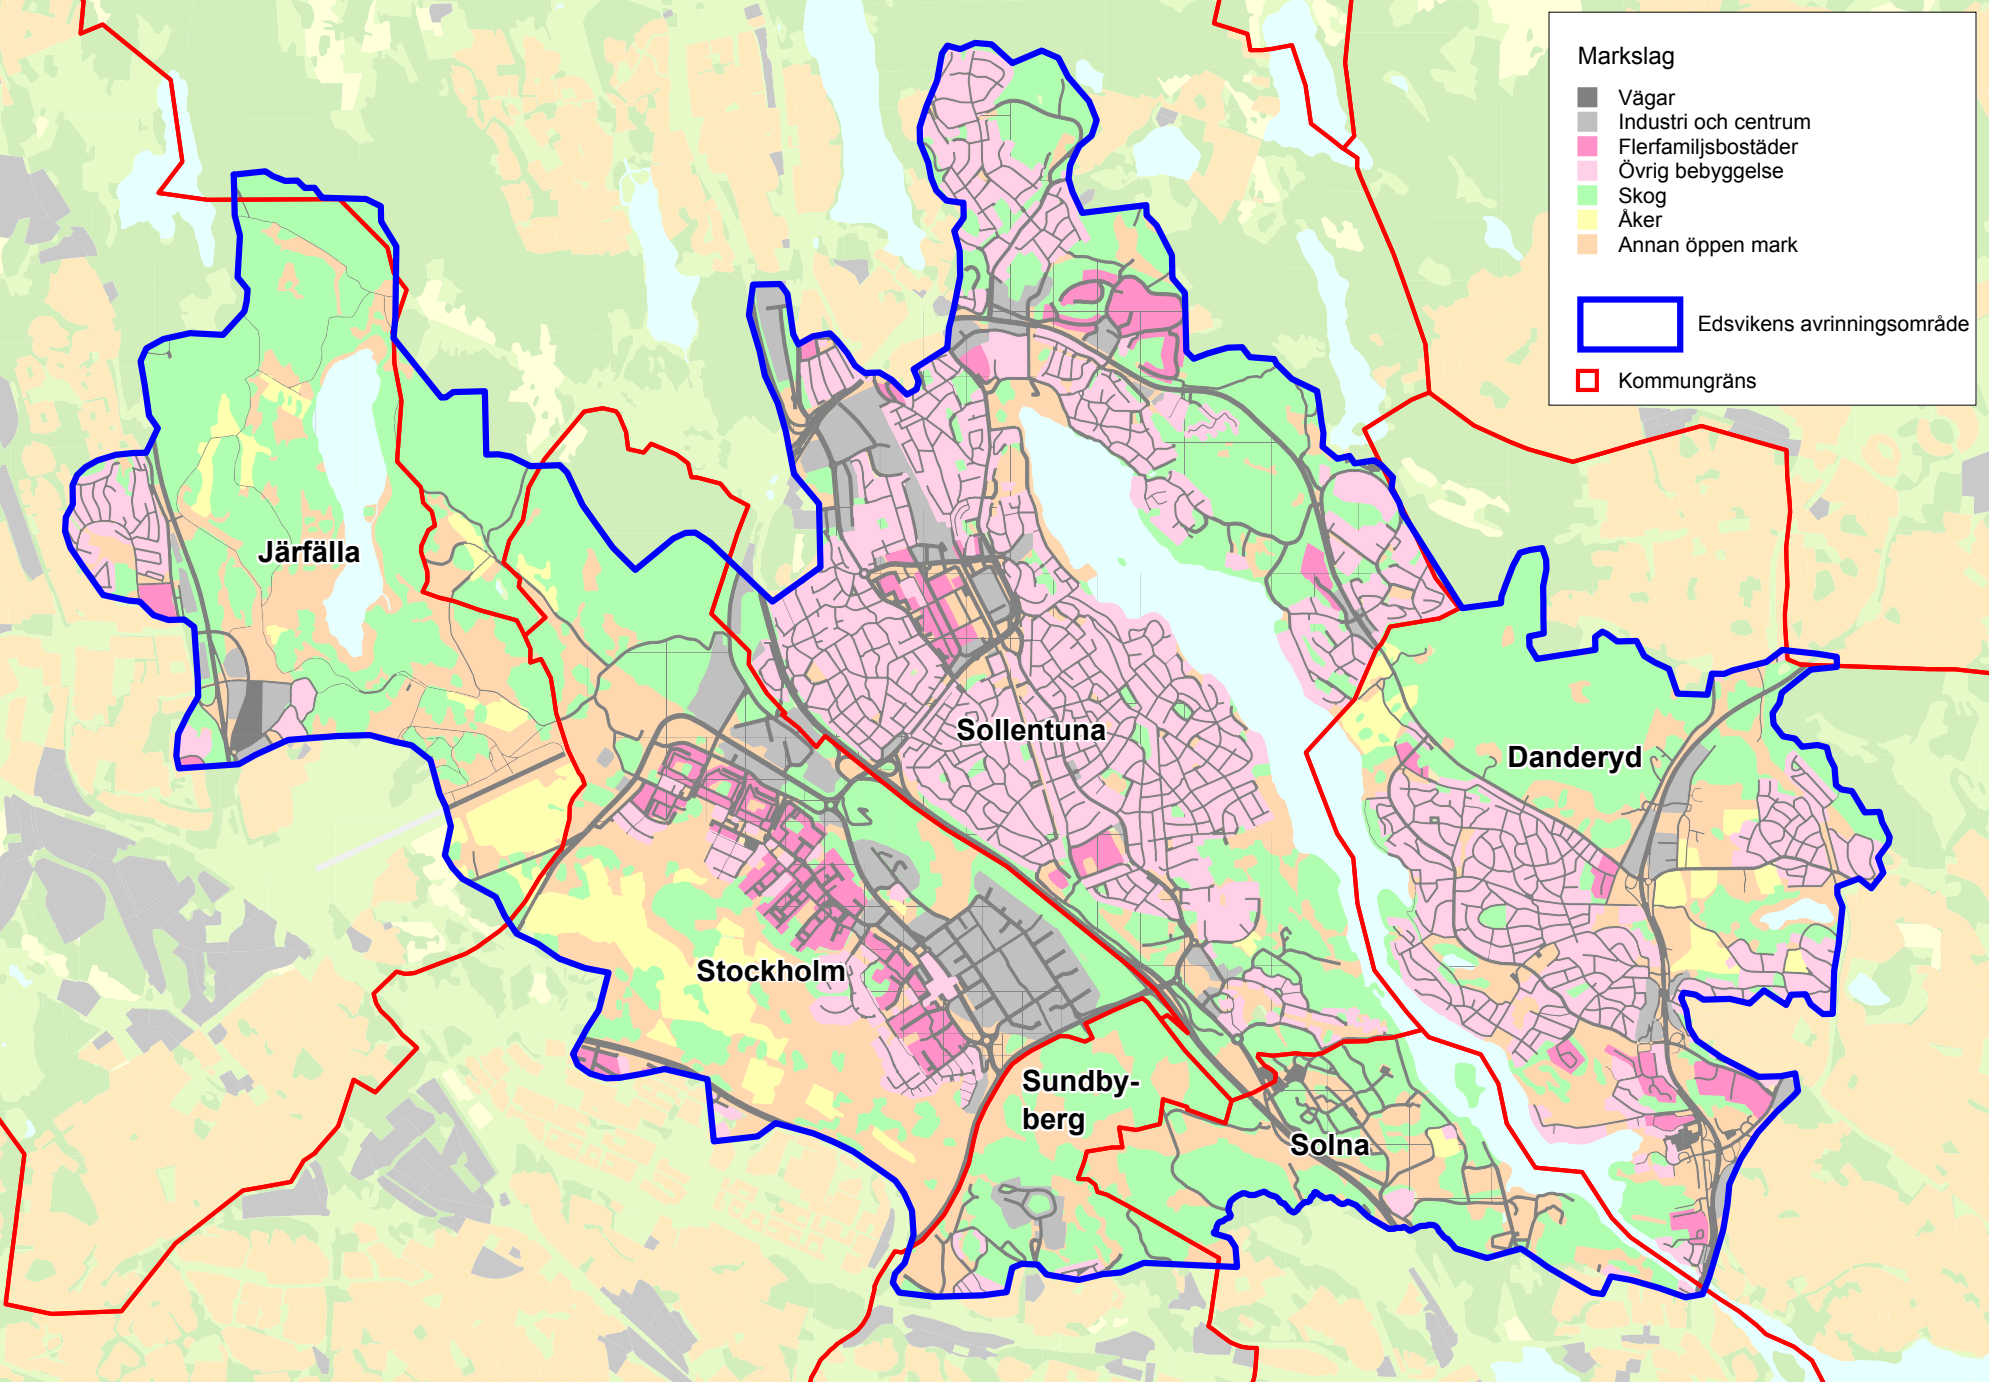 Markslag
Vägar
Industri och centrum
Flerfamiljsbostäder
Övrig bebyggelse
Skog
Åker
Annan öppen mark
Edsvikens avrinningsområde
Kommungräns
Järfälla
Sollentuna
Danderyd
Stockholm
Sundby-
berg
Solna